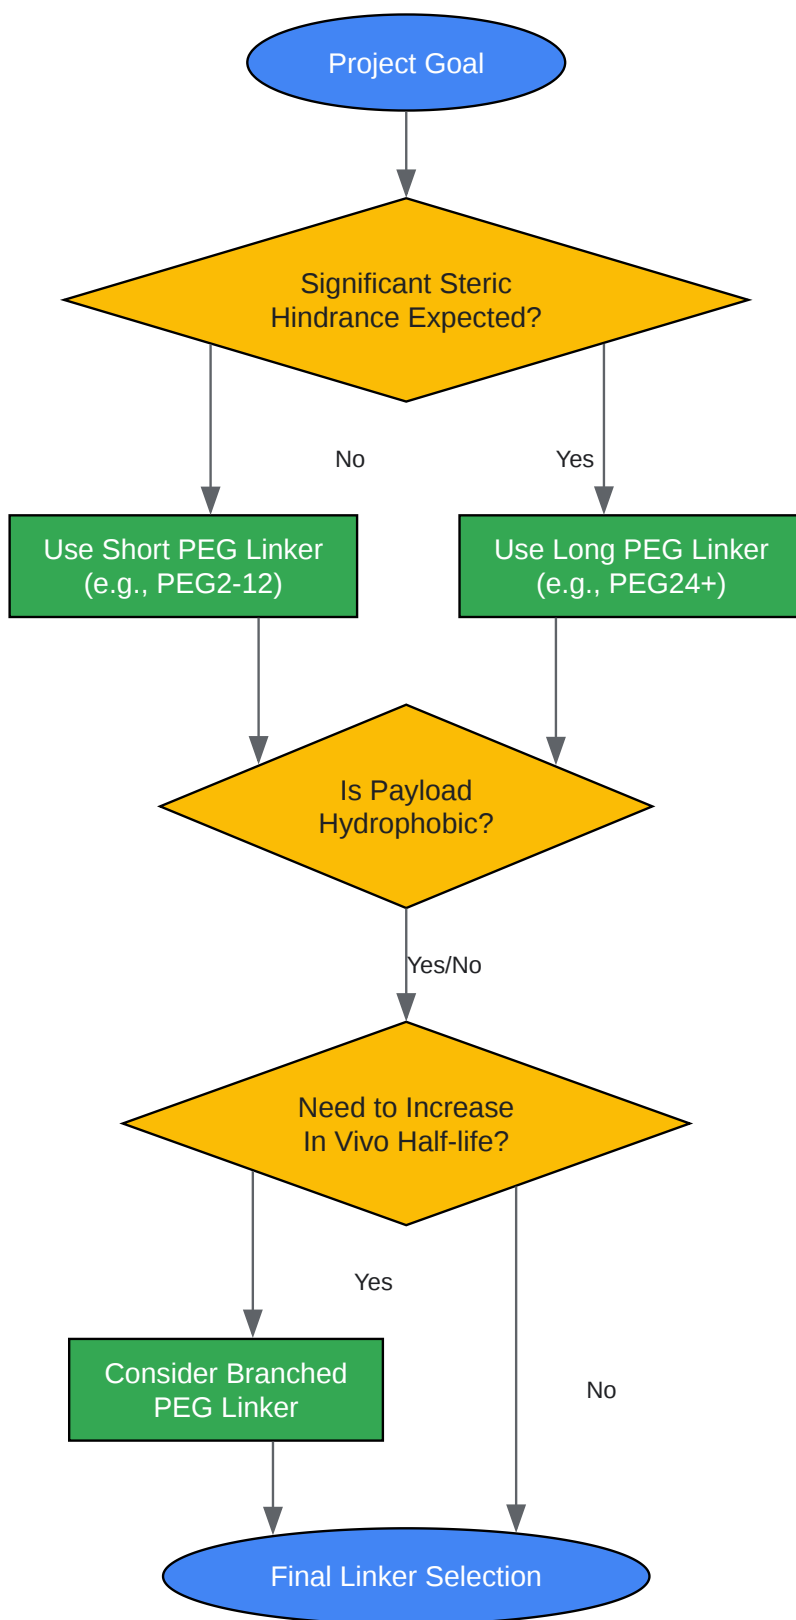 Project Goal
Significant Steric
Hindrance Expected?
No
Yes
Use Short PEG Linker
(e.g., PEG2-12)
Use Long PEG Linker
(e.g., PEG24+)
Is Payload
Hydrophobic?
Yes/No
Need to Increase
In Vivo Half-life?
Yes
Consider Branched
PEG Linker
No
Final Linker Selection